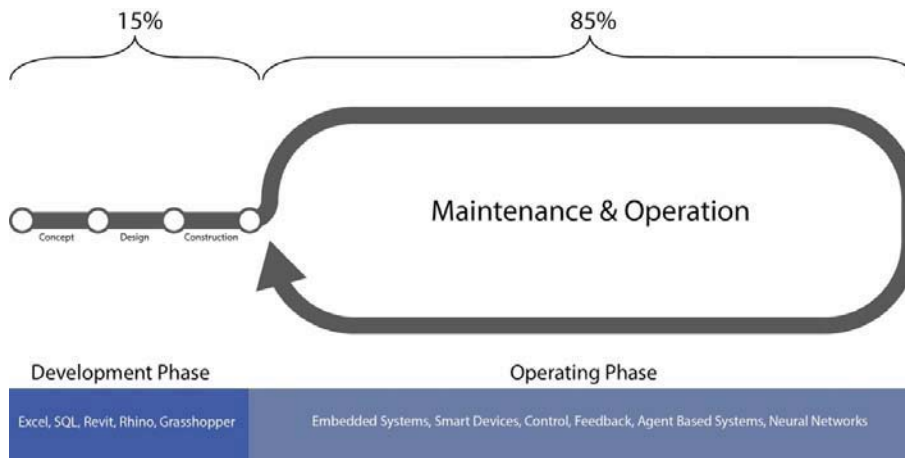 15%
85%
Maintenance & Operation
Concept
Design
Construction
Development Phase
Operating Phase
Excel, SQL, Revit, Rhino, Grasshopper
Embedded Systems, Smart Devices, Control, Feedback, Agent Based Systems, Neural Networks